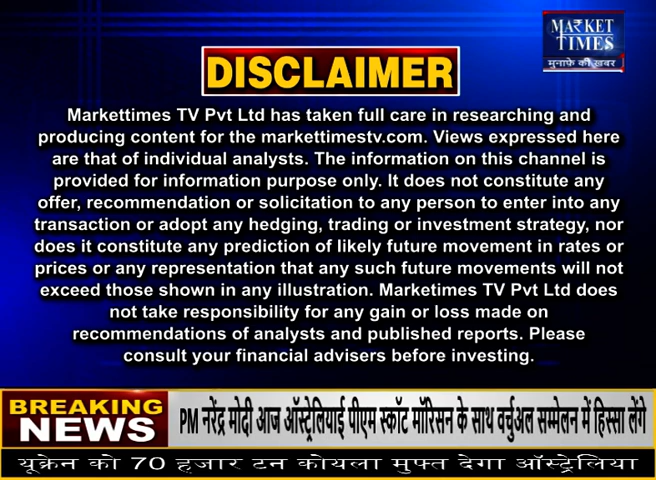 MARKET
TIMES
मुनाफे की खबर
DISCLAIMER
Markettimes TV Pvt Ltd has taken full care in researching and
producing content for the markettimestv.com. Views expressed here
are that of individual analysts. The information on this channel is
provided for information purpose only. It does not constitute any
offer, recommendation or solicitation to any person to enter into any
transaction or adopt any hedging, trading or investment strategy, nor
does it constitute any prediction of likely future movement in rates or
prices or any representation that any such future movements will not
exceed those shown in any illustration. Marketimes TV Pvt Ltd does
not take responsibility for any gain or loss made on
recommendations of analysts and published reports. Please
consult your financial advisers before investing.
BREAKING
NEWS
PM नरेंद्र मोदी आज ऑस्ट्रेलियाई पीएम स्कॉट मॉरिसन के साथ वर्चुअल सम्मेलन में हिस्सा लेंगे
यूक्रेन को 70 हजार टन कोयला मुफ्त देगा ऑस्ट्रेलिया